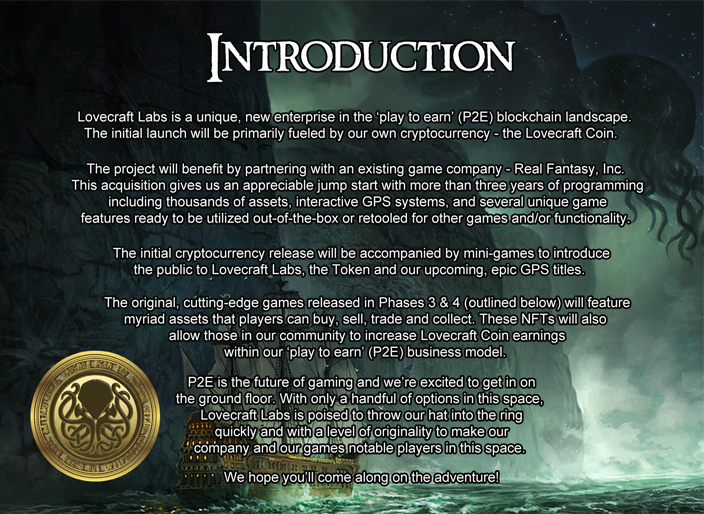 INTRODUCTION
Lovecraft Labs is a unique, new enterprise in the 'play to earn' (P2E) blockchain landscape.
The initial launch will be primarily fueled by our own cryptocurrency - the Lovecraft Coin.
The project will benefit by partnering with an existing game company - Real Fantasy, Inc.
This acquisition gives us an appreciable jump start with more than three years of programming
including thousands of assets, interactive GPS systems, and several unique game
features ready to be utilized out-of-the-box or retooled for other games and/or functionality.
The initial cryptocurrency release will be accompanied by mini-games to introduce
the public to Lovecraft Labs, the Token and our upcoming, epic GPS titles.
The original, cutting-edge games released in Phases 3 & 4 (outlined below) will feature
myriad assets that players can buy, sell, trade and collect. These NFTs will also
allow those in our community to increase Lovecraft Coin earnings
within our 'play to earn' (P2E) business model.
P2E is the future of gaming and we're excited to get in on
the ground floor. With only a handful of options in this space,
Lovecraft Labs is poised to throw our hat into the ring
quickly and with a level of originality to make our
company and our games notable players in this space.
We hope you'll come along on the adventure!